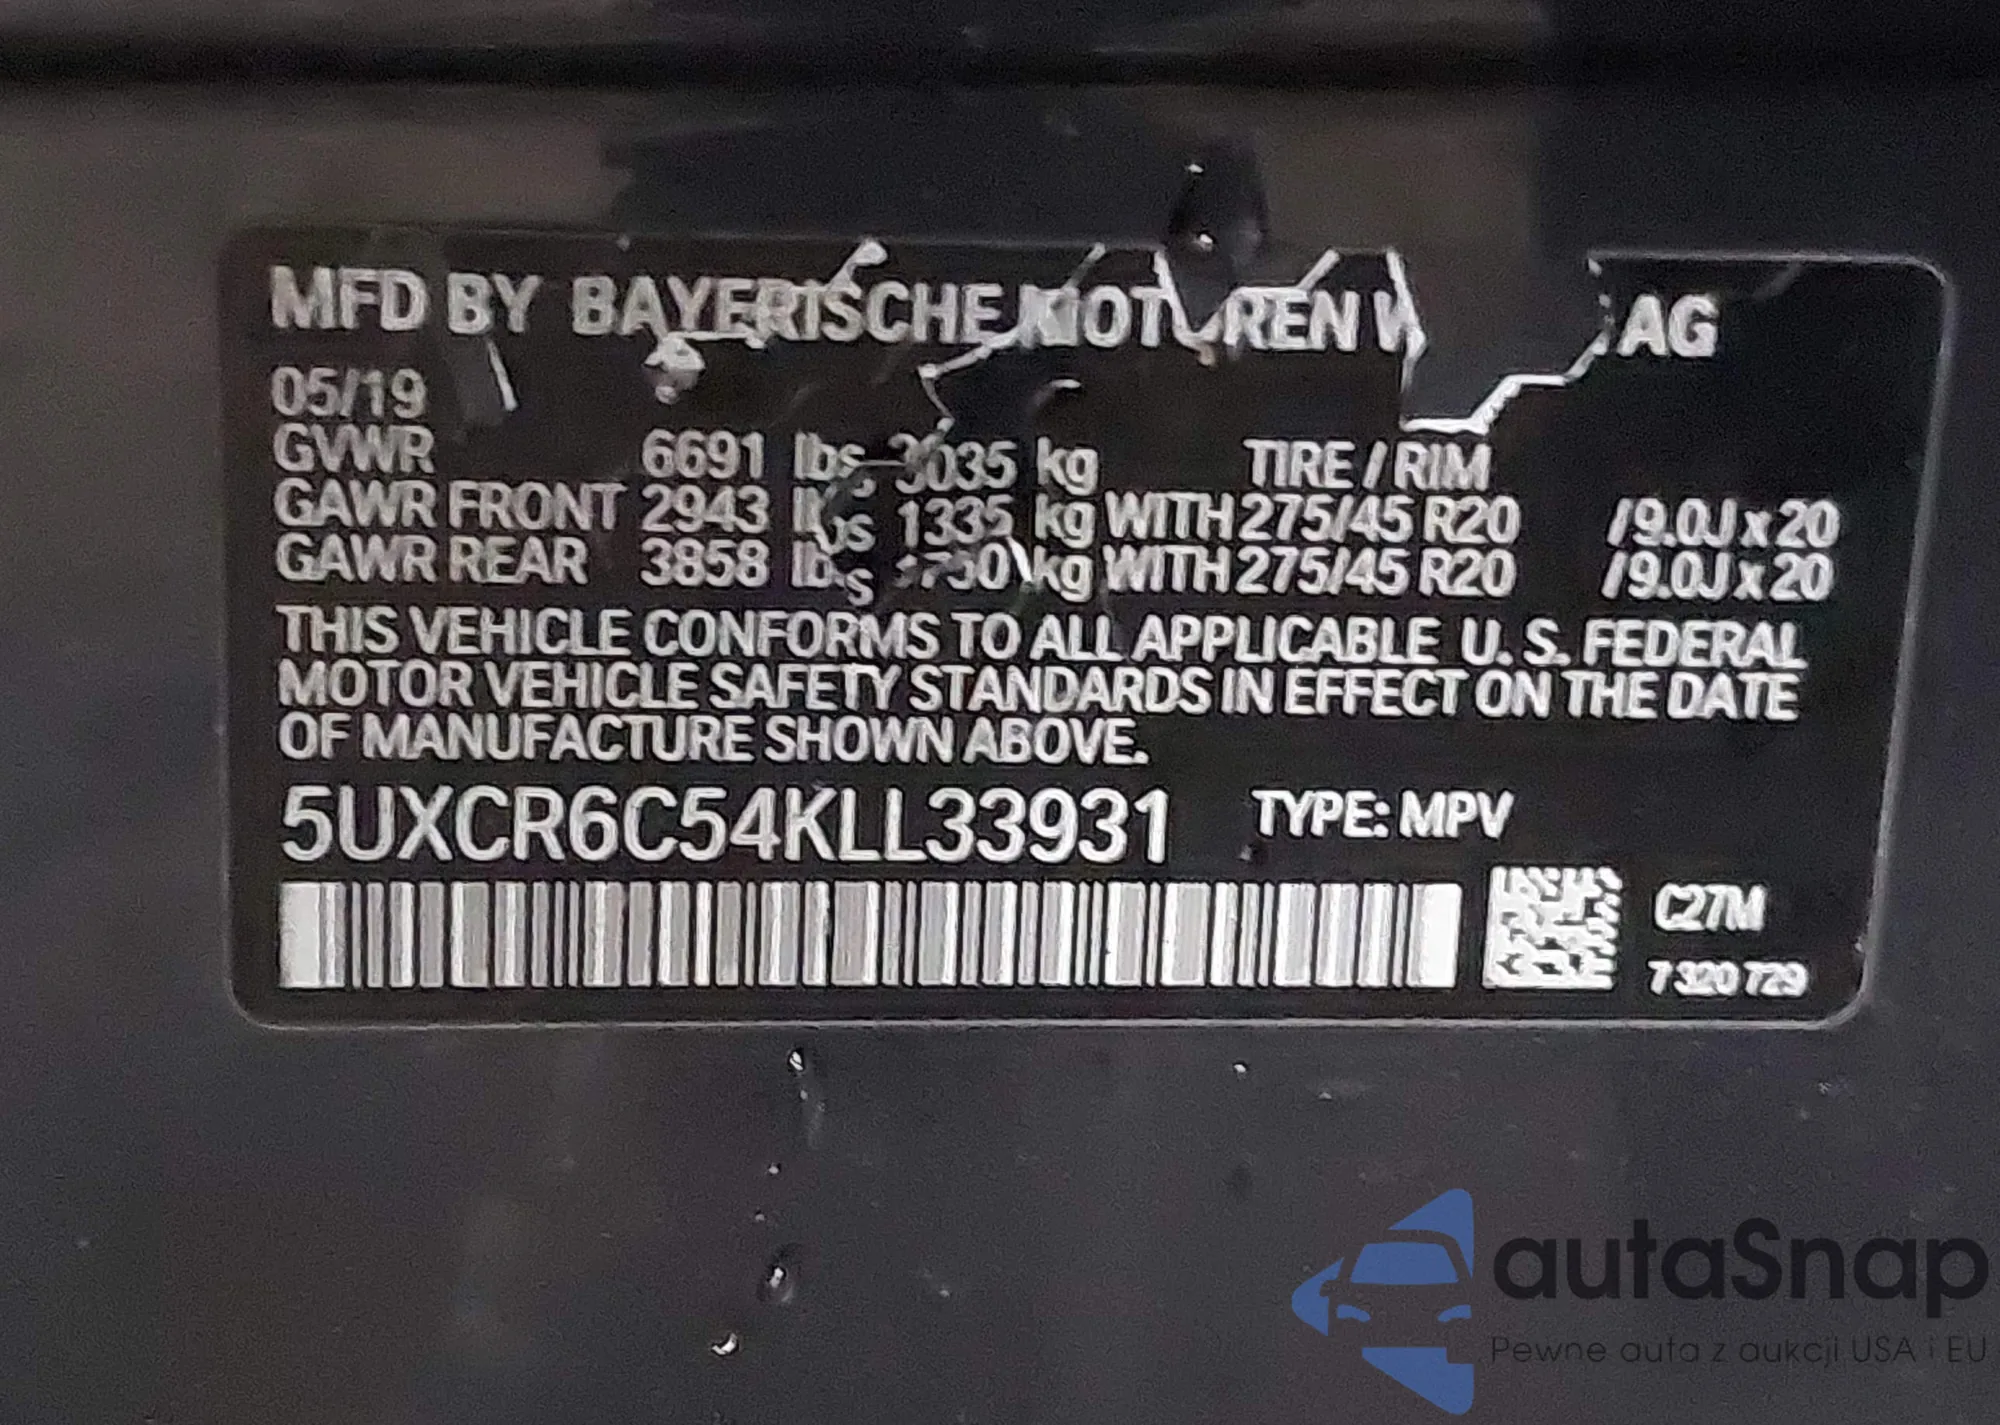 MFD BY BAYERISCHE MOTOREN W AG
05/19
GVWR 6691 lbs 3035 kg TIRE / RIM
GAWR FRONT 2943 lbs 1335 kg WITH 275/45 R20 /9.0J x 20
GAWR REAR 3858 lbs 1750 kg WITH 275/45 R20 /9.0J x 20
THIS VEHICLE CONFORMS TO ALL APPLICABLE U. S. FEDERAL
MOTOR VEHICLE SAFETY STANDARDS IN EFFECT ON THE DATE
OF MANUFACTURE SHOWN ABOVE.
5UXCR6C54KLL33931 TYPE: MPV
C27M
7 320 729
autaSnap
Pewne auta z aukcji USA i EU